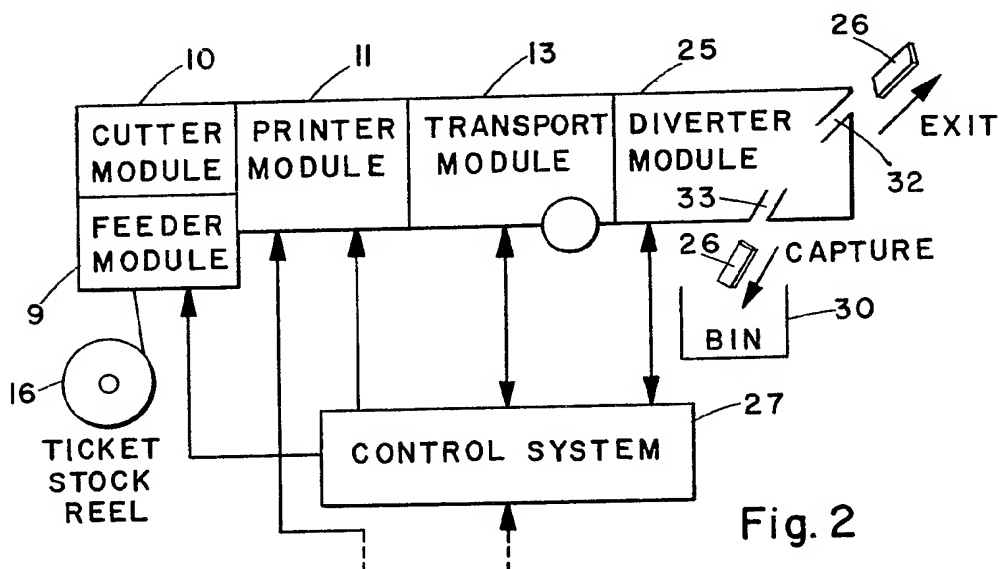 10
11
13
25
26
EXIT
CUTTER
MODULE
PRINTER
MODULE
TRANSPORT
MODULE
DIVERTER
MODULE
32
33
FEEDER
MODULE
9
26
CAPTURE
BIN
30
16
TICKET
STOCK
REEL
27
CONTROL SYSTEM
Fig. 2